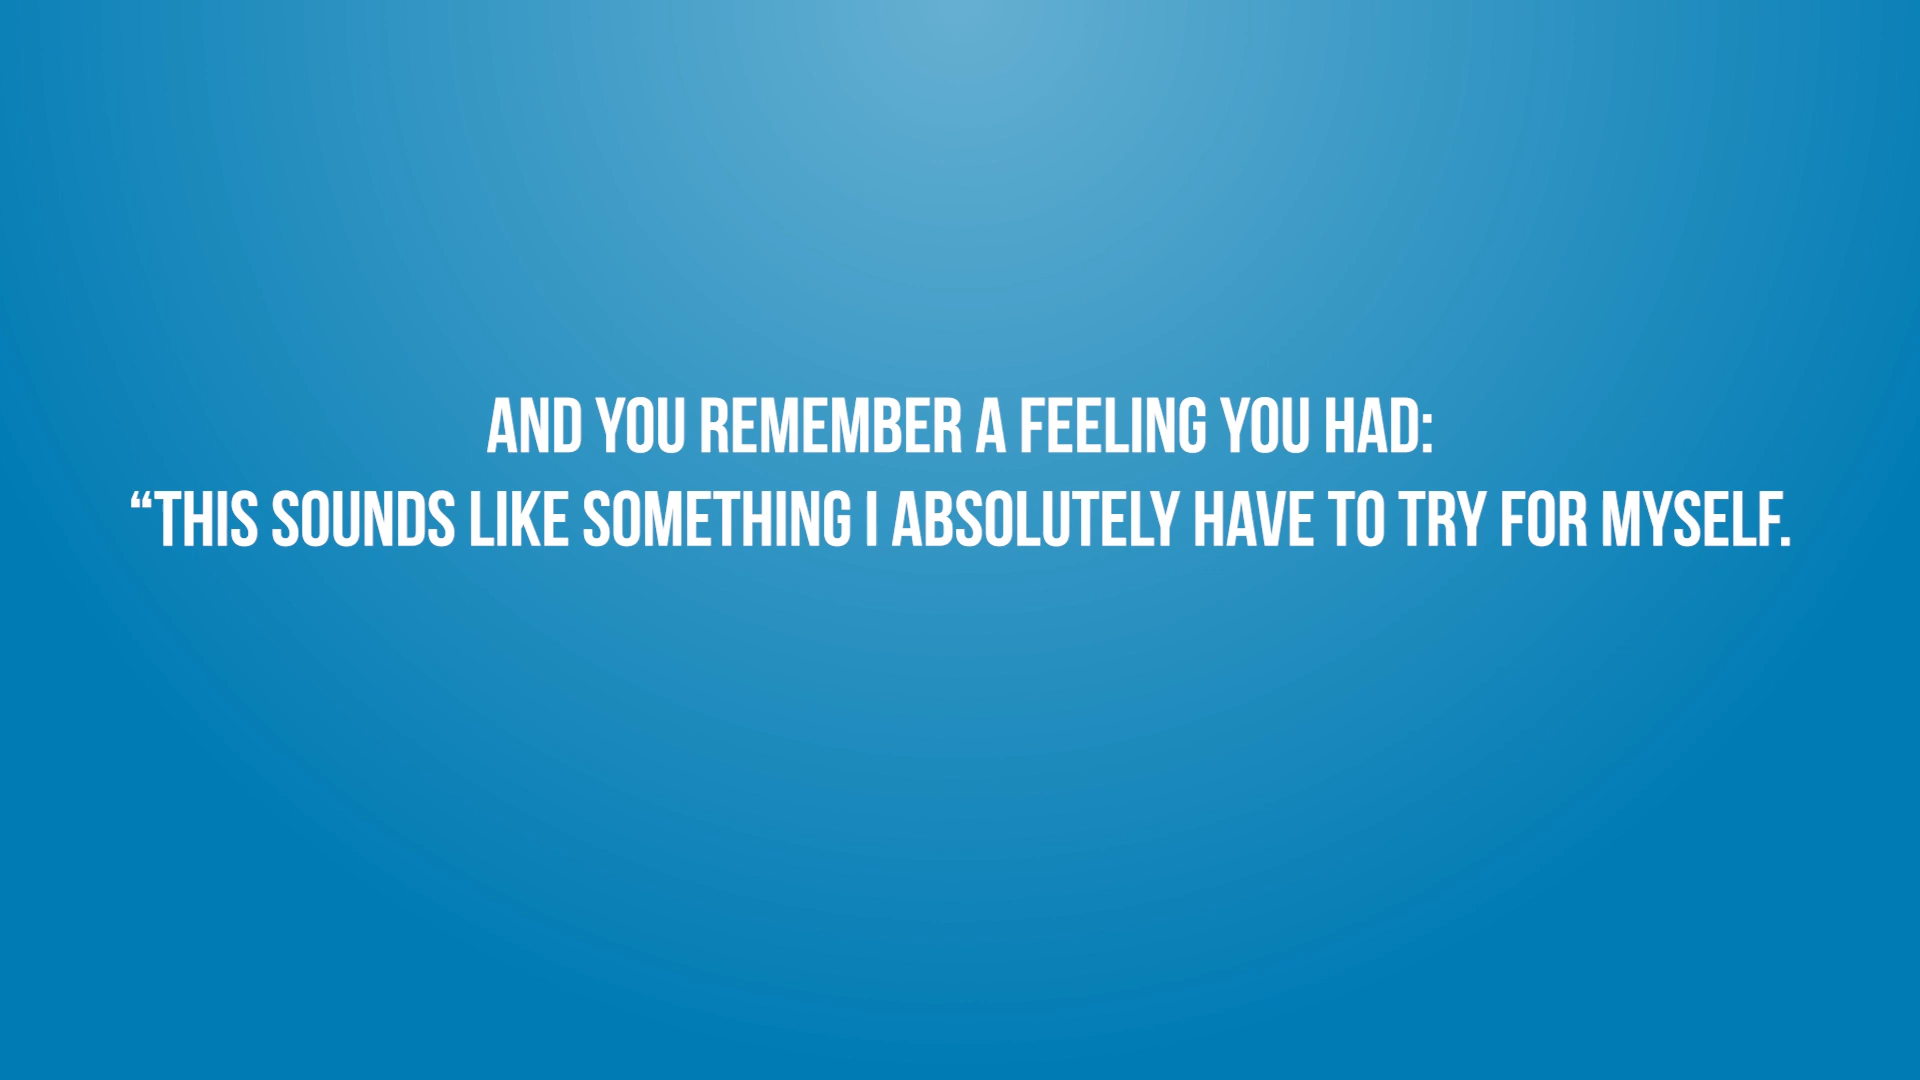 AND YOU REMEMBER A FEELING YOU HAD:
“THIS SOUNDS LIKE SOMETHING I ABSOLUTELY HAVE TO TRY FOR MYSELF.